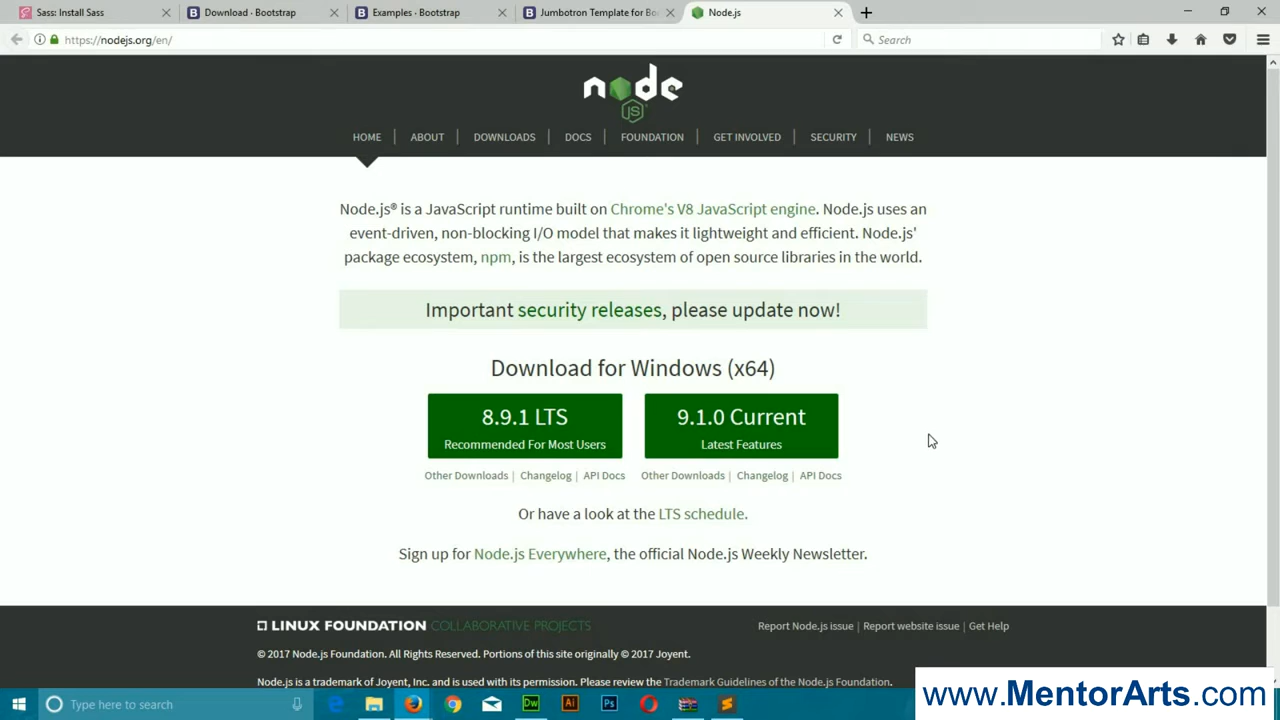 Sass: Install Sass
Download · Bootstrap
Examples · Bootstrap
Jumbotron Template for Bo
Node.js
https://nodejs.org/en/
Search
node
JS
HOME
ABOUT
DOWNLOADS
DOCS
FOUNDATION
GET INVOLVED
SECURITY
NEWS
Node.js® is a JavaScript runtime built on Chrome's V8 JavaScript engine. Node.js uses an
event-driven, non-blocking I/O model that makes it lightweight and efficient. Node.js'
package ecosystem, npm, is the largest ecosystem of open source libraries in the world.
Important security releases, please update now!
Download for Windows (x64)
8.9.1 LTS
Recommended For Most Users
9.1.0 Current
Latest Features
Other Downloads | Changelog | API Docs
Other Downloads | Changelog | API Docs
Or have a look at the LTS schedule.
Sign up for Node.js Everywhere, the official Node.js Weekly Newsletter.
LINUX FOUNDATION COLLABORATIVE PROJECTS
Report Node.js issue | Report website issue | Get Help
© 2017 Node.js Foundation. All Rights Reserved. Portions of this site originally © 2017 Joyent.
Node.js is a trademark of Joyent, Inc. and is used with its permission. Please review the Trademark Guidelines of the Node.js Foundation.
Type here to search
Dw
Ai
Ps
www.MentorArts.com